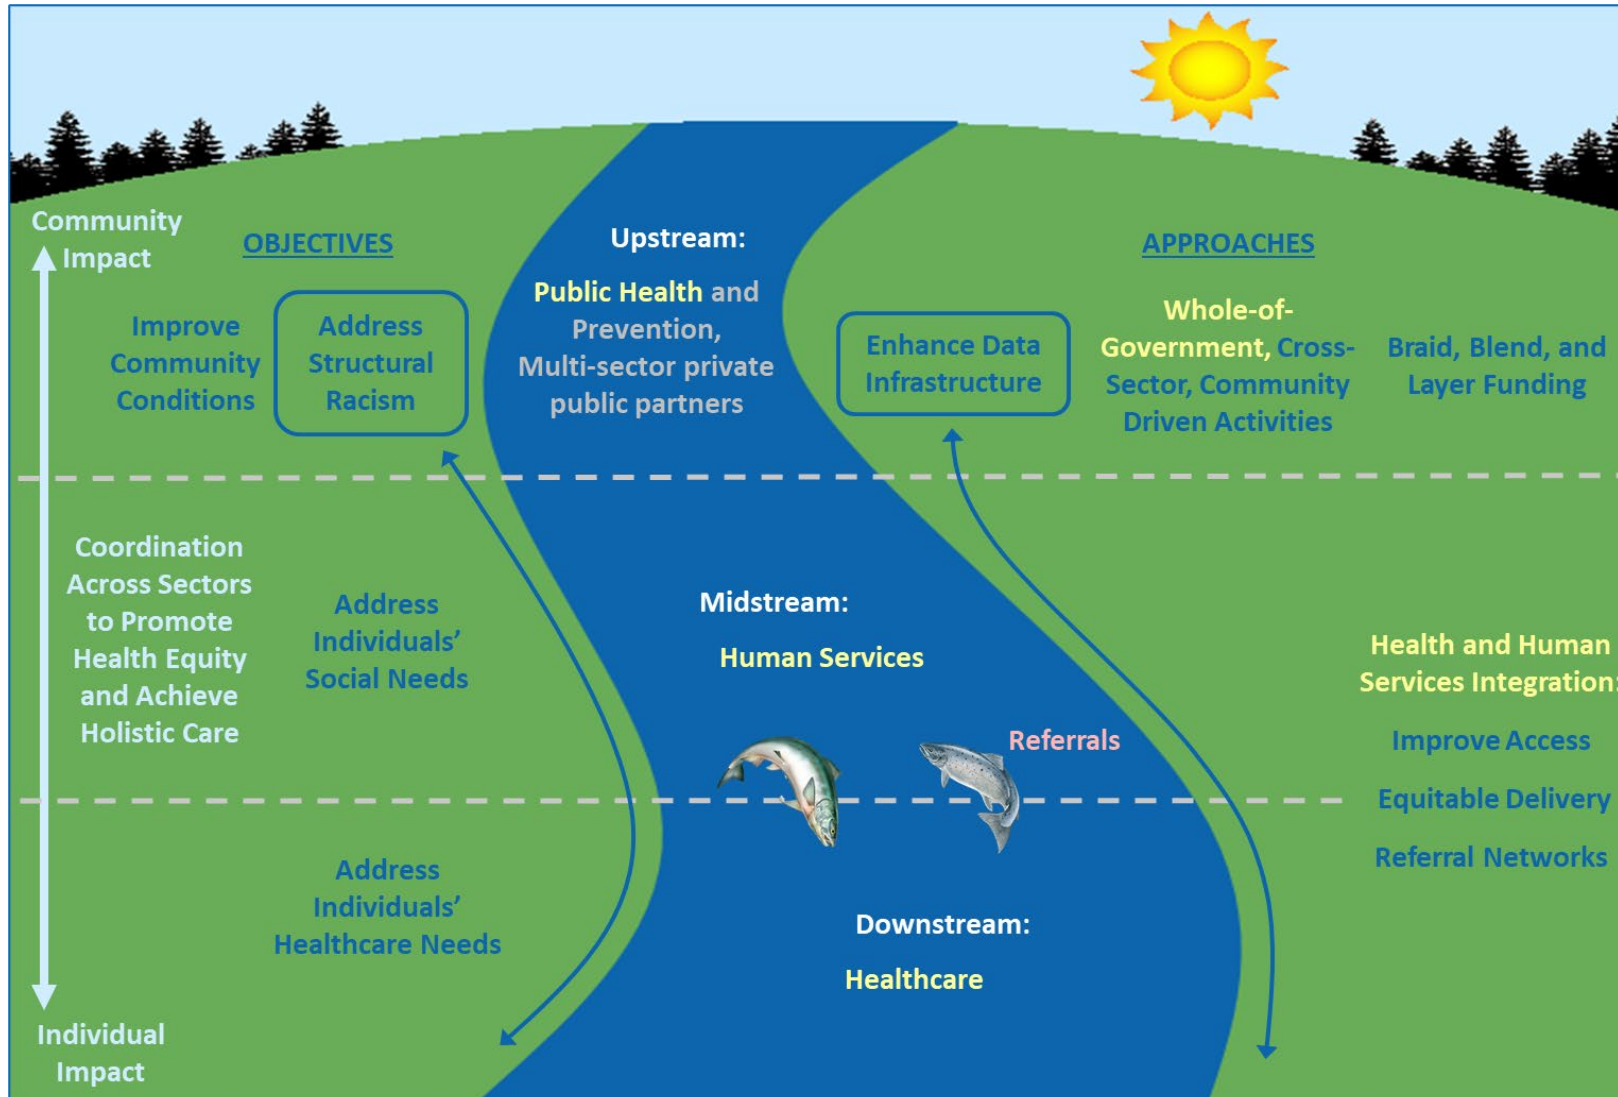 Community
Impact
OBJECTIVES
Improve
Community
Conditions
Address
Structural
Racism
Upstream:
Public Health and
Prevention,
Multi-sector private
public partners
APPROACHES
Enhance Data
Infrastructure
Whole-of-
Government, Cross-
Sector, Community
Driven Activities
Braid, Blend, and
Layer Funding
Coordination
Across Sectors
to Promote
Health Equity
and Achieve
Holistic Care
Address
Individuals’
Social Needs
Midstream:
Human Services
Referrals
Health and Human
Services Integration:
Improve Access
Equitable Delivery
Referral Networks
Address
Individuals’
Healthcare Needs
Downstream:
Healthcare
Individual
Impact